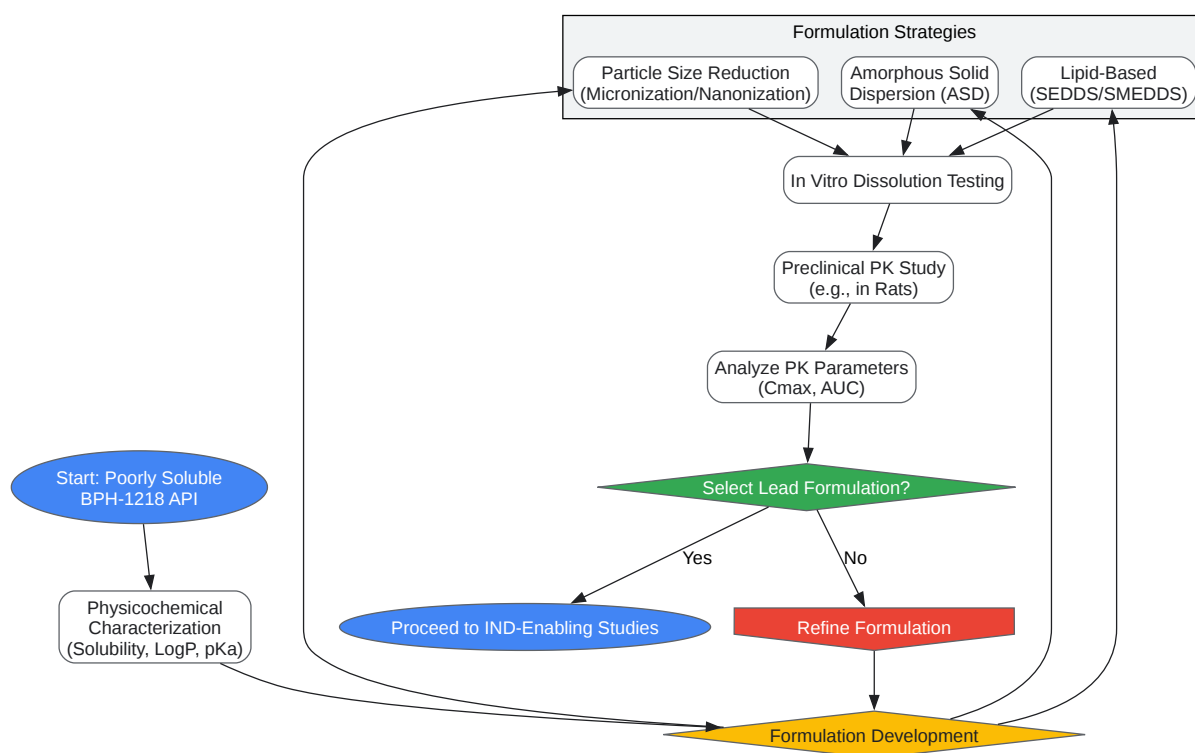 Formulation Strategies
Particle Size Reduction
(Micronization/Nanonization)
Amorphous Solid
Dispersion (ASD)
Lipid-Based
(SEDDS/SMEDDS)
In Vitro Dissolution Testing
Preclinical PK Study
(e.g., in Rats)
Analyze PK Parameters
(Cmax, AUC)
Start: Poorly Soluble
BPH-1218 API
Select Lead Formulation?
Yes
No
Physicochemical
Characterization
(Solubility, LogP, pKa)
Proceed to IND-Enabling Studies
Refine Formulation
Formulation Development